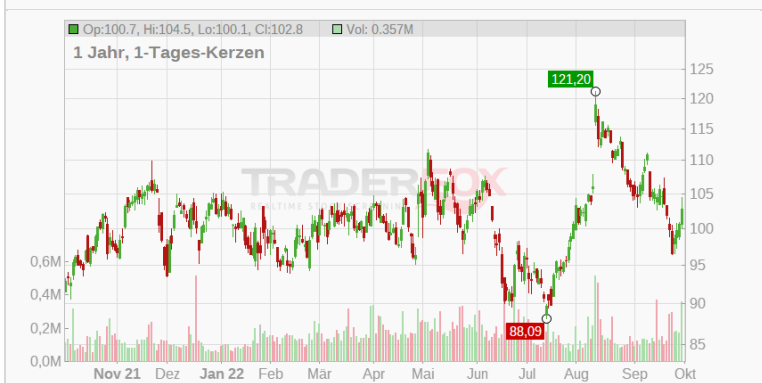 Op:100.7, Hi:104.5, Lo:100.1, Cl:102.8 Vol: 0.357M
1 Jahr, 1-Tages-Kerzen
125
121,20
120
115
110
TRADERFOX
105
100
0,6M 95
0,4M
90
0,2M 88,09
85
0,0M
Nov 21 Dez Jan 22 Feb Mär Apr Mai Jun Jul Aug Sep Okt